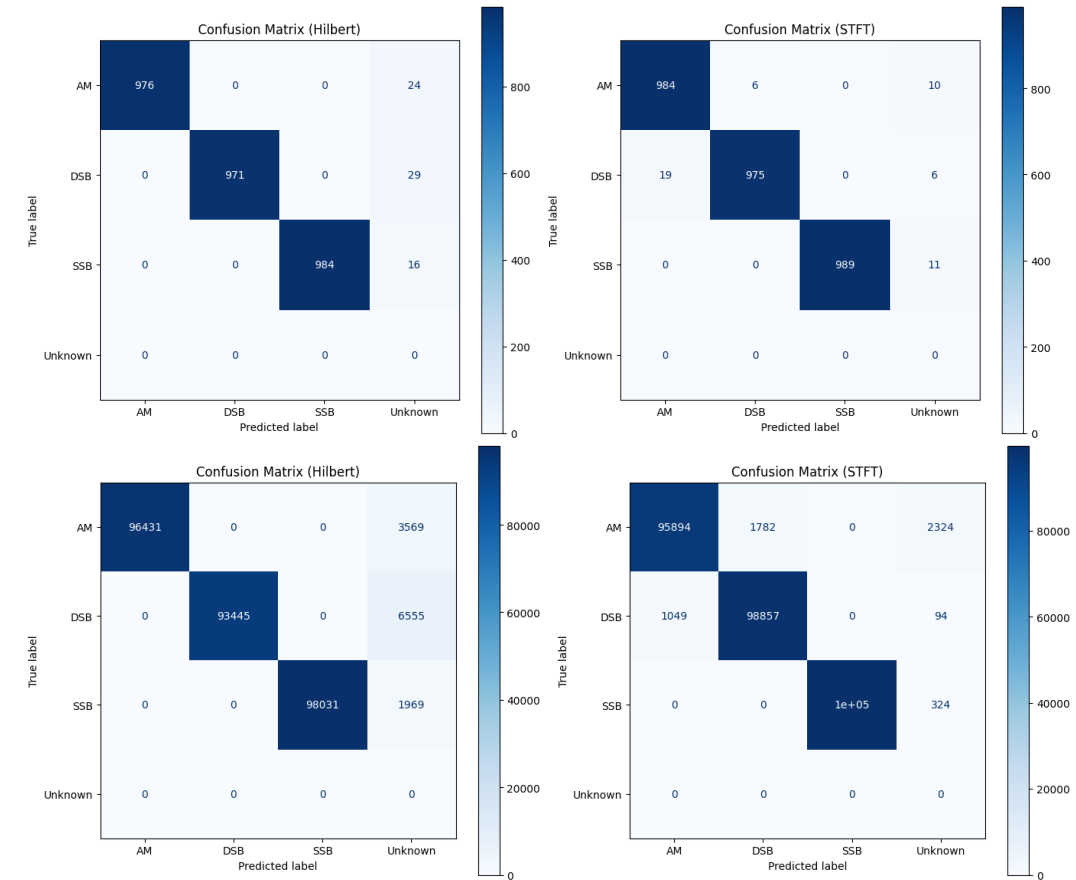 Confusion Matrix (Hilbert)
True label
AM 976 0 0 24
DSB 0 971 0 29
SSB 0 0 984 16
Unknown 0 0 0 0
AM DSB SSB Unknown
Predicted label
800
600
400
200
0
Confusion Matrix (STFT)
True label
AM 984 6 0 10
DSB 19 975 0 6
SSB 0 0 989 11
Unknown 0 0 0 0
AM DSB SSB Unknown
Predicted label
800
600
400
200
0
Confusion Matrix (Hilbert)
True label
AM 96431 0 0 3569
DSB 0 93445 0 6555
SSB 0 0 98031 1969
Unknown 0 0 0 0
AM DSB SSB Unknown
Predicted label
80000
60000
40000
20000
0
Confusion Matrix (STFT)
True label
AM 95894 1782 0 2324
DSB 1049 98857 0 94
SSB 0 0 1e+05 324
Unknown 0 0 0 0
AM DSB SSB Unknown
Predicted label
80000
60000
40000
20000
0